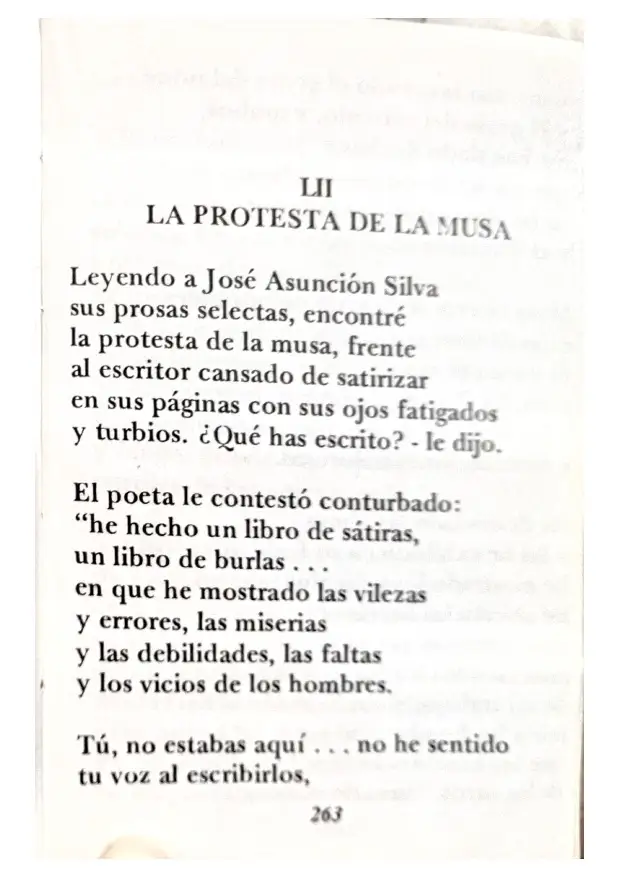 LII
LA PROTESTA DE LA MUSA
Leyendo a José Asunción Silva
sus prosas selectas, encontré
la protesta de la musa, frente
al escritor cansado de satirizar
en sus páginas con sus ojos fatigados
y turbios. ¿Qué has escrito? - le dijo.
El poeta le contestó conturbado:
“he hecho un libro de sátiras,
un libro de burlas . . .
en que he mostrado las vilezas
y errores, las miserias
y las debilidades, las faltas
y los vicios de los hombres.
Tú, no estabas aquí . . . no he sentido
tu voz al escribirlos,
263